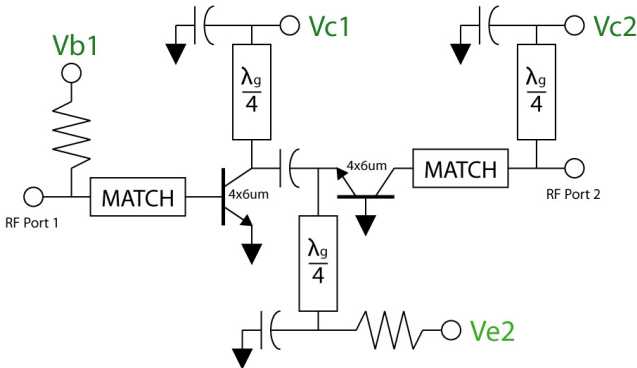 Vc1
Vc2
Vb1
λg
4
λg
4
4x6um
MATCH
MATCH
4x6um
RF Port 1
RF Port 2
λg
4
Ve2